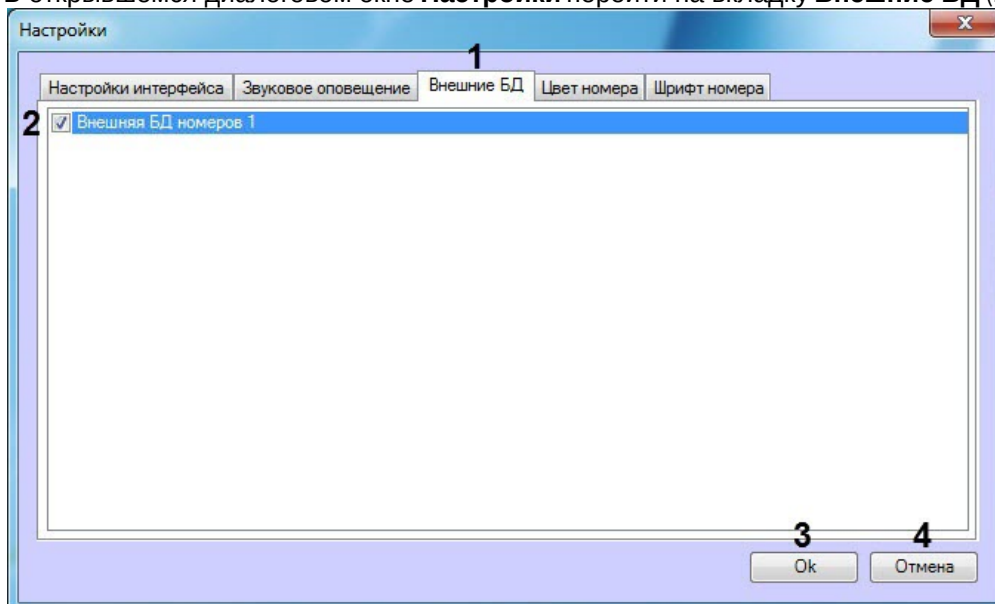 В открывшемся диалоговом окне Настройки перейти на вкладку Внешние БД (
Настройки
1
Настройки интерфейса Звуковое оповещение Внешние БД Цвет номера Шрифт номера
2 Внешняя БД номеров 1
3 4
Ok Отмена